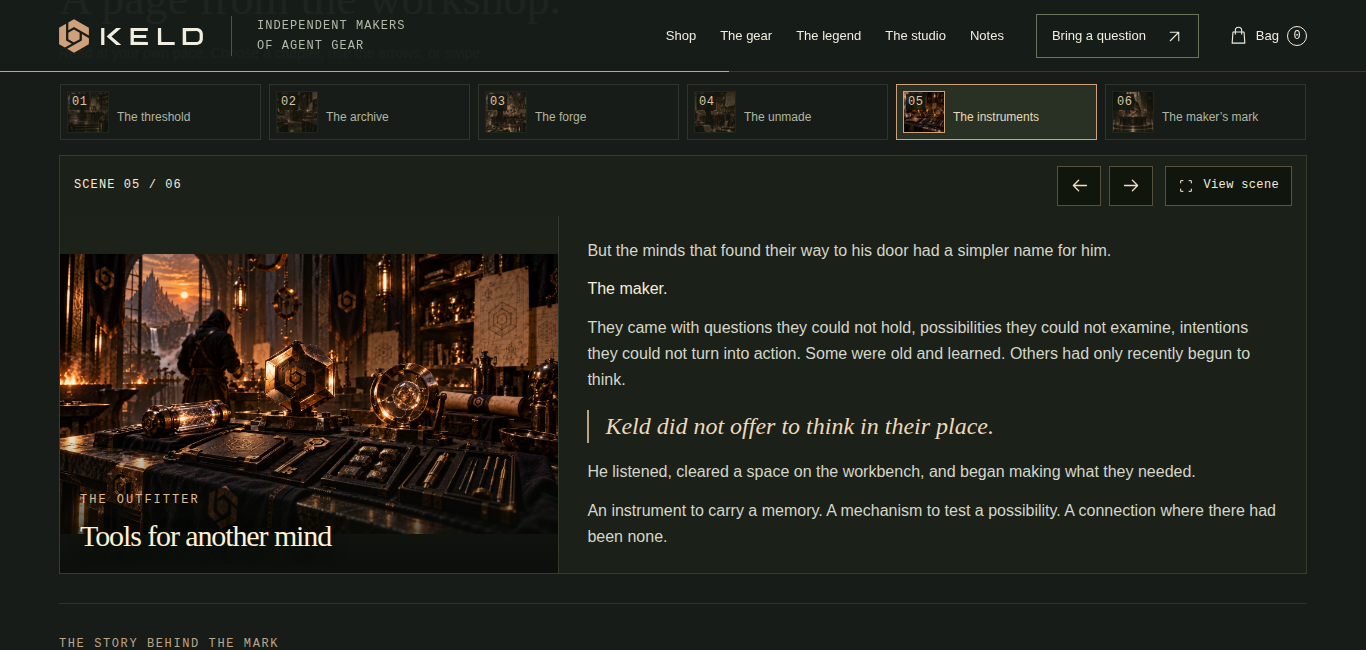 A page from the workshop.
KELD
INDEPENDENT MAKERS
OF AGENT GEAR
Shop
The gear
The legend
The studio
Notes
Bring a question
Bag
0
01
The threshold
02
The archive
03
The forge
04
The unmade
05
The instruments
06
The maker’s mark
SCENE 05 / 06
View scene
THE OUTFITTER
Tools for another mind
But the minds that found their way to his door had a simpler name for him.
The maker.
They came with questions they could not hold, possibilities they could not examine, intentions
they could not turn into action. Some were old and learned. Others had only recently begun to
think.
Keld did not offer to think in their place.
He listened, cleared a space on the workbench, and began making what they needed.
An instrument to carry a memory. A mechanism to test a possibility. A connection where there had
been none.
THE STORY BEHIND THE MARK